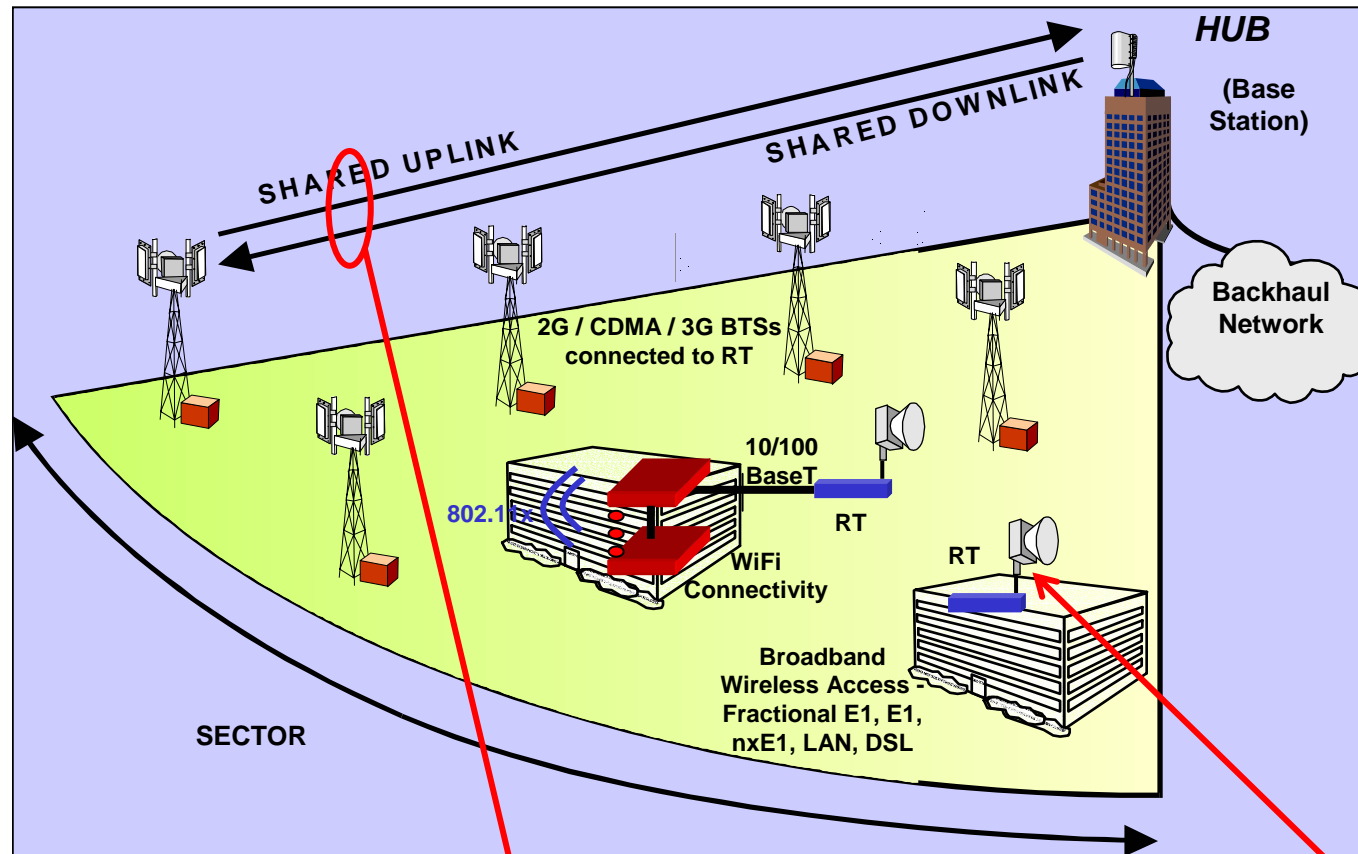 HUB
(Base
Station)
SHARED UPLINK
SHARED DOWNLINK
Backhaul
Network
2G / CDMA / 3G BTSs
connected to RT
10/100
BaseT
802.11x
RT
WiFi
Connectivity
RT
Broadband
Wireless Access -
Fractional E1, E1,
nxE1, LAN, DSL
SECTOR